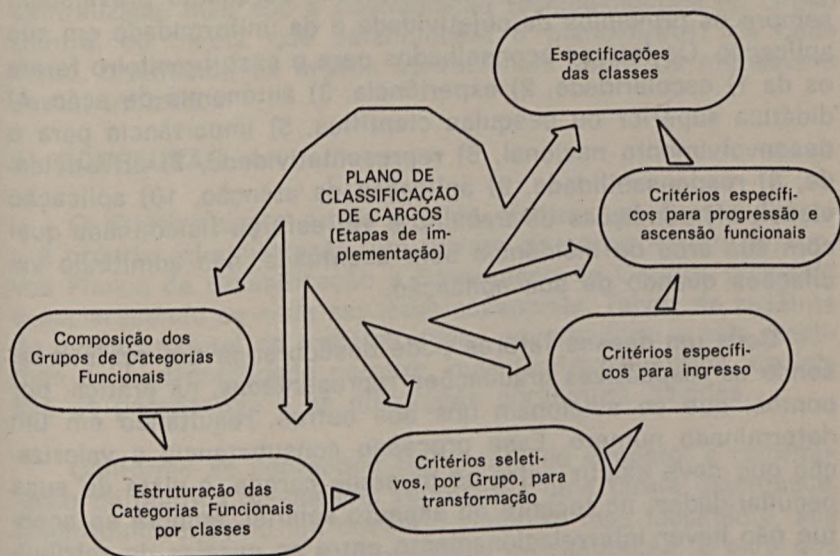 Especificações
das classes
PLANO DE
CLASSIFICAÇÃO
DE CARGOS
(Etapas de im-
plementação)
Critérios específi-
cos para progressão
ascensão funcionais
Composição dos
Grupos de Categorias
Funcionais
Critérios específi-
cos para ingresso
Estruturação das
Categorias Funcionais
por classes
Critérios seleti-
vos, por Grupo, para
transformação